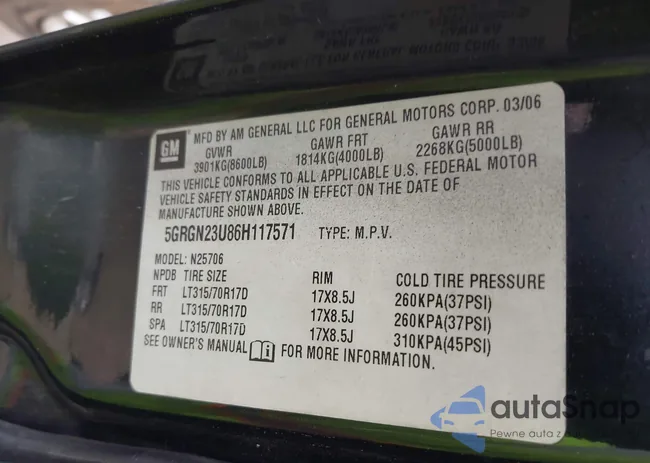 GM
MFD BY AM GENERAL LLC FOR GENERAL MOTORS CORP. 03/06
GVWR GAWR FRT GAWR RR
3901KG(8600LB) 1814KG(4000LB) 2268KG(5000LB)
THIS VEHICLE CONFORMS TO ALL APPLICABLE U.S. FEDERAL MOTOR
VEHICLE SAFETY STANDARDS IN EFFECT ON THE DATE OF
MANUFACTURE SHOWN ABOVE.
5GRGN23U86H117571 TYPE: M.P.V.
MODEL: N25706
NPDB TIRE SIZE RIM COLD TIRE PRESSURE
FRT LT315/70R17D 17X8.5J 260KPA(37PSI)
RR LT315/70R17D 17X8.5J 260KPA(37PSI)
SPA LT315/70R17D 17X8.5J 310KPA(45PSI)
SEE OWNER'S MANUAL FOR MORE INFORMATION.
autaSnap
Pewne auta z